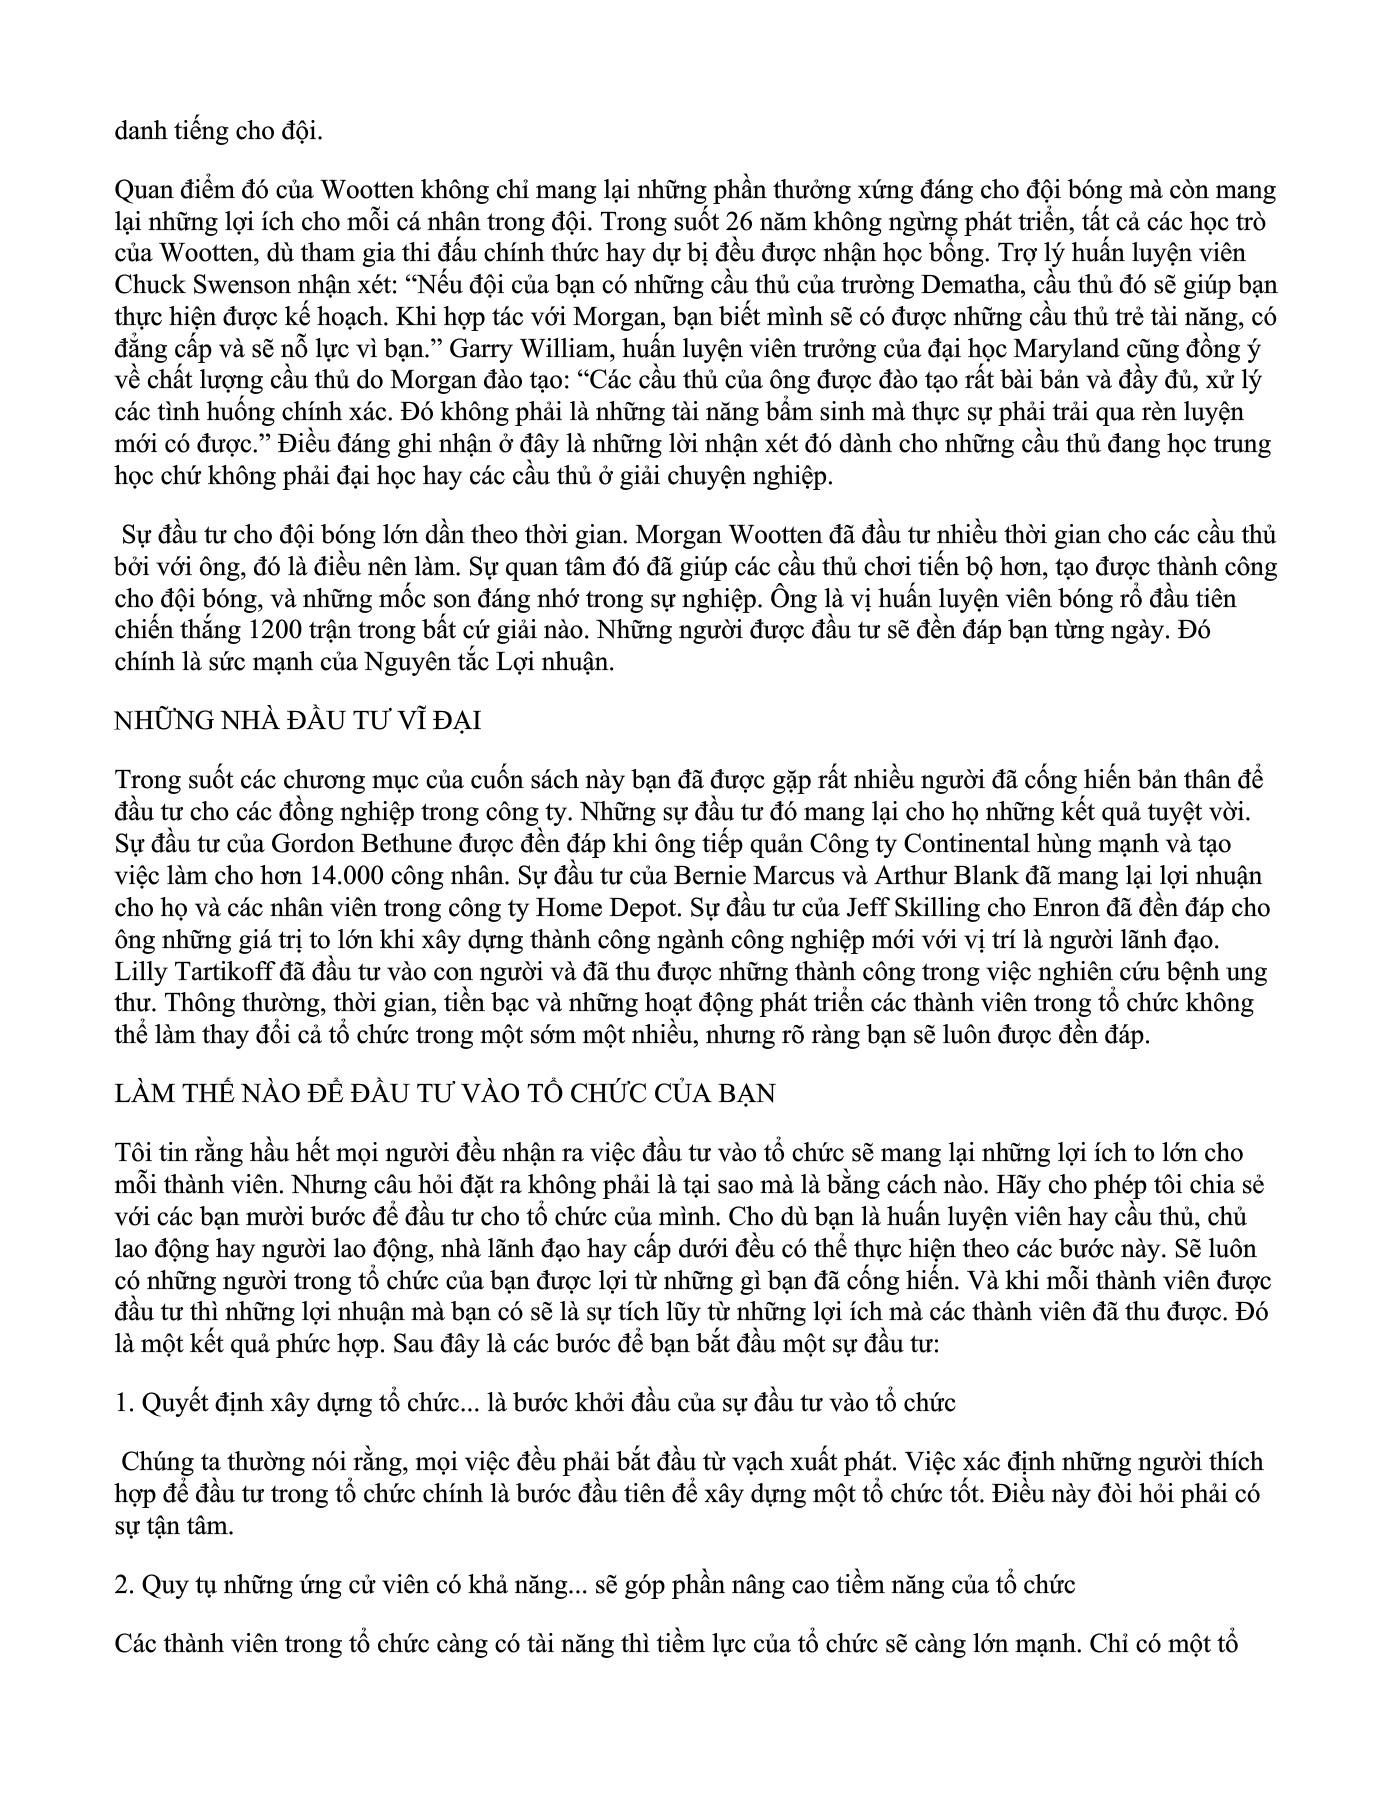 danh tiếng cho đội.
Quan điểm đó của Wootten không chỉ mang lại những phần thưởng xứng đáng cho đội bóng mà còn mang
lại những lợi ích cho mỗi cá nhân trong đội. Trong suốt 26 năm không ngừng phát triển, tất cả các học trò
của Wootten, dù tham gia thi đấu chính thức hay dự bị đều được nhận học bổng. Trợ lý huấn luyện viên
Chuck Swenson nhận xét: “Nếu đội của bạn có những cầu thủ của trường Dematha, cầu thủ đó sẽ giúp bạn
thực hiện được kế hoạch. Khi hợp tác với Morgan, bạn biết mình sẽ có được những cầu thủ trẻ tài năng, có
đẳng cấp và sẽ nỗ lực vì bạn.” Garry William, huấn luyện viên trưởng của đại học Maryland cũng đồng ý
về chất lượng cầu thủ do Morgan đào tạo: “Các cầu thủ của ông được đào tạo rất bài bản và đầy đủ, xử lý
các tình huống chính xác. Đó không phải là những tài năng bẩm sinh mà thực sự phải trải qua rèn luyện
mới có được.” Điều đáng ghi nhận ở đây là những lời nhận xét đó dành cho những cầu thủ đang học trung
học chứ không phải đại học hay các cầu thủ ở giải chuyện nghiệp.
Sự đầu tư cho đội bóng lớn dần theo thời gian. Morgan Wootten đã đầu tư nhiều thời gian cho các cầu thủ
bởi với ông, đó là điều nên làm. Sự quan tâm đó đã giúp các cầu thủ chơi tiến bộ hơn, tạo được thành công
cho đội bóng, và những mốc son đáng nhớ trong sự nghiệp. Ông là vị huấn luyện viên bóng rổ đầu tiên
chiến thắng 1200 trận trong bất cứ giải nào. Những người được đầu tư sẽ đền đáp bạn từng ngày. Đó
chính là sức mạnh của Nguyên tắc Lợi nhuận.
NHỮNG NHÀ ĐẦU TƯ VĨ ĐẠI
Trong suốt các chương mục của cuốn sách này bạn đã được gặp rất nhiều người đã cống hiến bản thân để
đầu tư cho các đồng nghiệp trong công ty. Những sự đầu tư đó mang lại cho họ những kết quả tuyệt vời.
Sự đầu tư của Gordon Bethune được đền đáp khi ông tiếp quản Công ty Continental hùng mạnh và tạo
việc làm cho hơn 14.000 công nhân. Sự đầu tư của Bernie Marcus và Arthur Blank đã mang lại lợi nhuận
cho họ và các nhân viên trong công ty Home Depot. Sự đầu tư của Jeff Skilling cho Enron đã đền đáp cho
ông những giá trị to lớn khi xây dựng thành công ngành công nghiệp mới với vị trí là người lãnh đạo.
Lilly Tartikoff đã đầu tư vào con người và đã thu được những thành công trong việc nghiên cứu bệnh ung
thư. Thông thường, thời gian, tiền bạc và những hoạt động phát triển các thành viên trong tổ chức không
thể làm thay đổi cả tổ chức trong một sớm một nhiều, nhưng rõ ràng bạn sẽ luôn được đền đáp.
LÀM THẾ NÀO ĐỂ ĐẦU TƯ VÀO TỔ CHỨC CỦA BẠN
Tôi tin rằng hầu hết mọi người đều nhận ra việc đầu tư vào tổ chức sẽ mang lại những lợi ích to lớn cho
mỗi thành viên. Nhưng câu hỏi đặt ra không phải là tại sao mà là bằng cách nào. Hãy cho phép tôi chia sẻ
với các bạn mười bước để đầu tư cho tổ chức của mình. Cho dù bạn là huấn luyện viên hay cầu thủ, chủ
lao động hay người lao động, nhà lãnh đạo hay cấp dưới đều có thể thực hiện theo các bước này. Sẽ luôn
có những người trong tổ chức của bạn được lợi từ những gì bạn đã cống hiến. Và khi mỗi thành viên được
đầu tư thì những lợi nhuận mà bạn có sẽ là sự tích lũy từ những lợi ích mà các thành viên đã thu được. Đó
là một kết quả phức hợp. Sau đây là các bước để bạn bắt đầu một sự đầu tư:
1. Quyết định xây dựng tổ chức... là bước khởi đầu của sự đầu tư vào tổ chức
Chúng ta thường nói rằng, mọi việc đều phải bắt đầu từ vạch xuất phát. Việc xác định những người thích
hợp để đầu tư trong tổ chức chính là bước đầu tiên để xây dựng một tổ chức tốt. Điều này đòi hỏi phải có
sự tận tâm.
2. Quy tụ những ứng cử viên có khả năng... sẽ góp phần nâng cao tiềm năng của tổ chức
Các thành viên trong tổ chức càng có tài năng thì tiềm lực của tổ chức sẽ càng lớn mạnh. Chỉ có một tổ